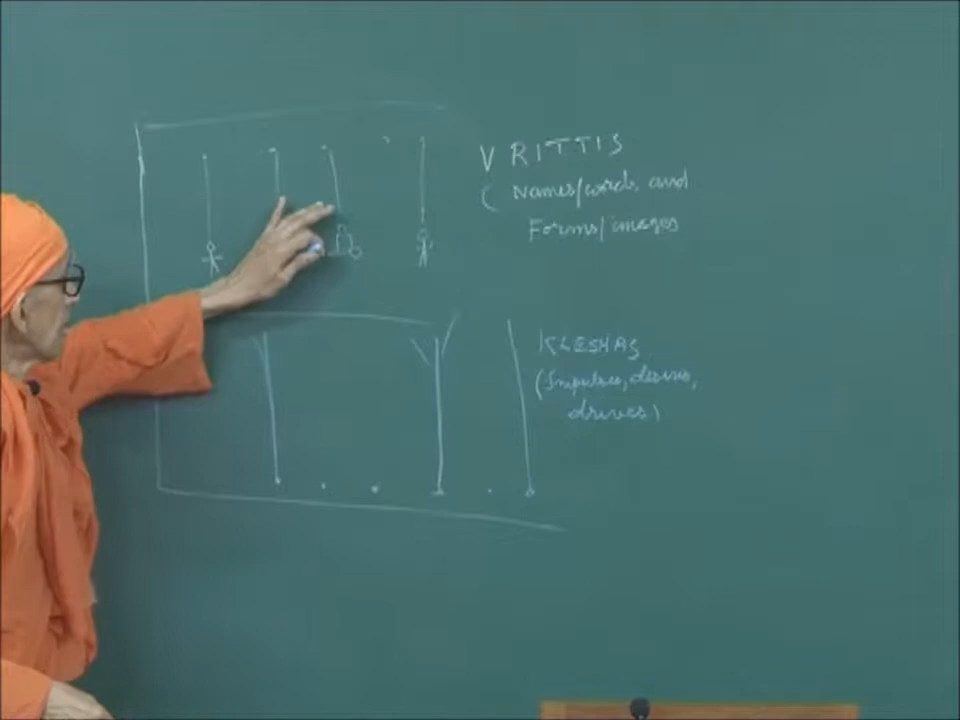 VRITTIS
(Names/words and
Forms/images
KLESHAS
(Impulses, desires,
drives)